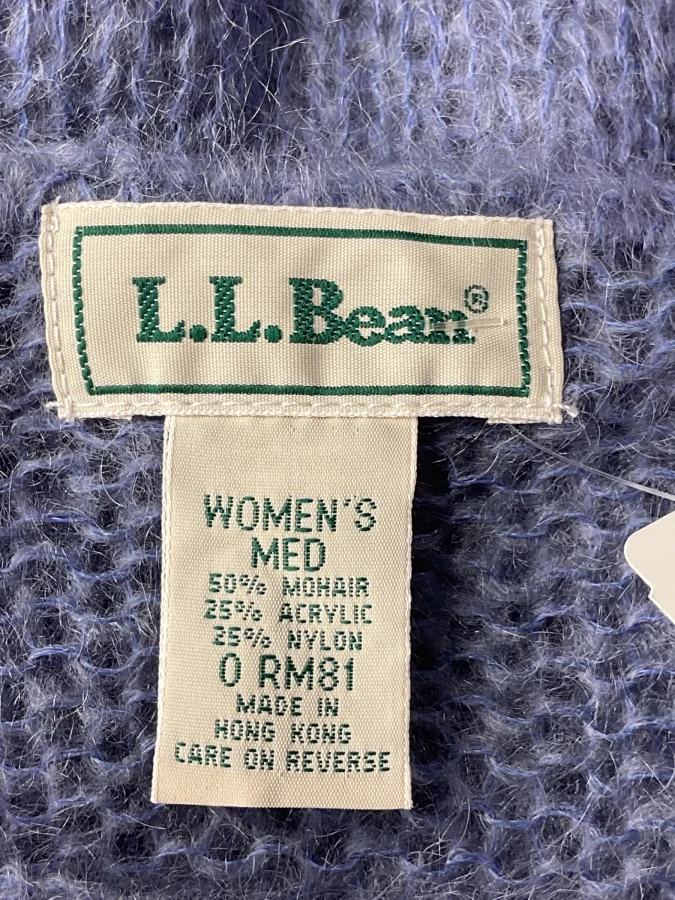 L.L.Bean®
WOMEN'S
MED
50% MOHAIR
25% ACRYLIC
25% NYLON
0 RM81
MADE IN
HONG KONG
CARE ON REVERSE